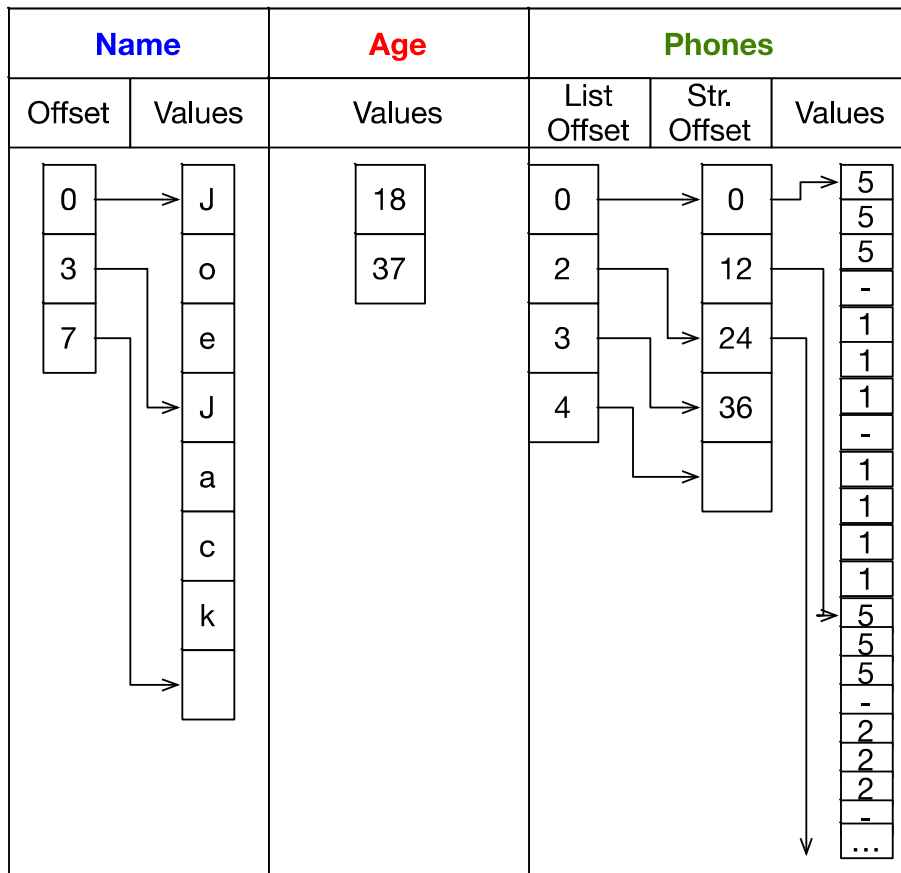 Name
Age
Phones
Offset
Values
Values
List
Offset
Str.
Offset
Values
0
3
7
J
o
e
J
a
c
k
18
37
0
2
3
4
0
12
24
36
5
5
5
-
1
1
1
-
1
1
1
1
5
5
5
-
2
2
2
-
...